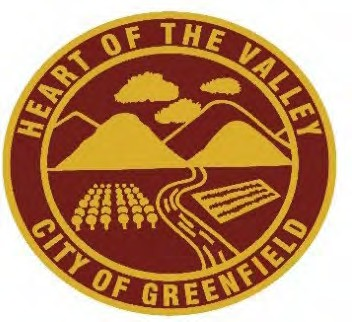 HEART OF THE VALLEY
CITY OF GREENFIELD